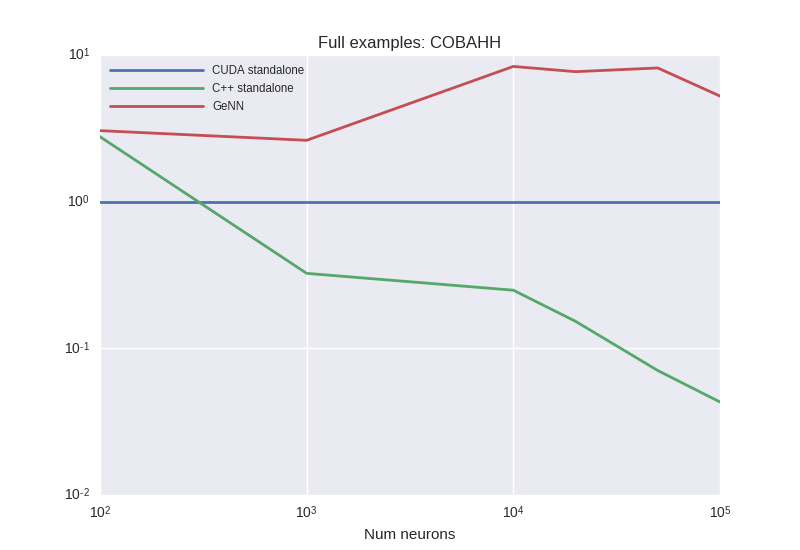 Full examples: COBAHH
10¹
CUDA standalone
C++ standalone
GeNN
10⁰
10⁻¹
10⁻²
10² 10³ 10⁴ 10⁵
Num neurons